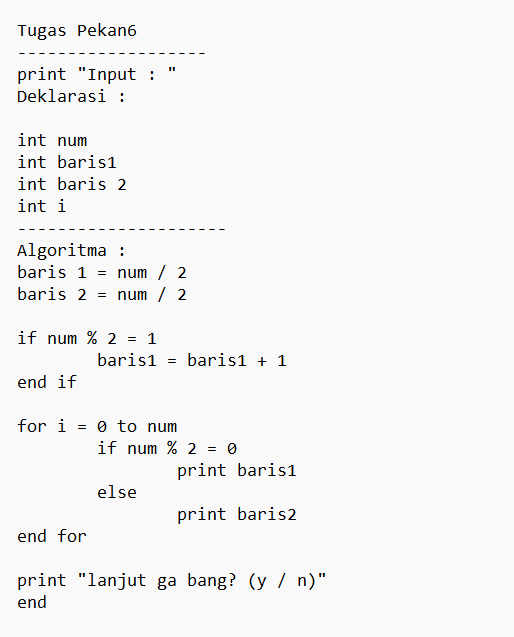 Tugas Pekan6
-------------------
print "Input : "
Deklarasi :
int num
int baris1
int baris 2
int i
---------------------
Algoritma :
baris 1 = num / 2
baris 2 = num / 2
if num % 2 = 1
baris1 = baris1 + 1
end if
for i = 0 to num
if num % 2 = 0
print baris1
else
print baris2
end for
print "lanjut ga bang? (y / n)"
end